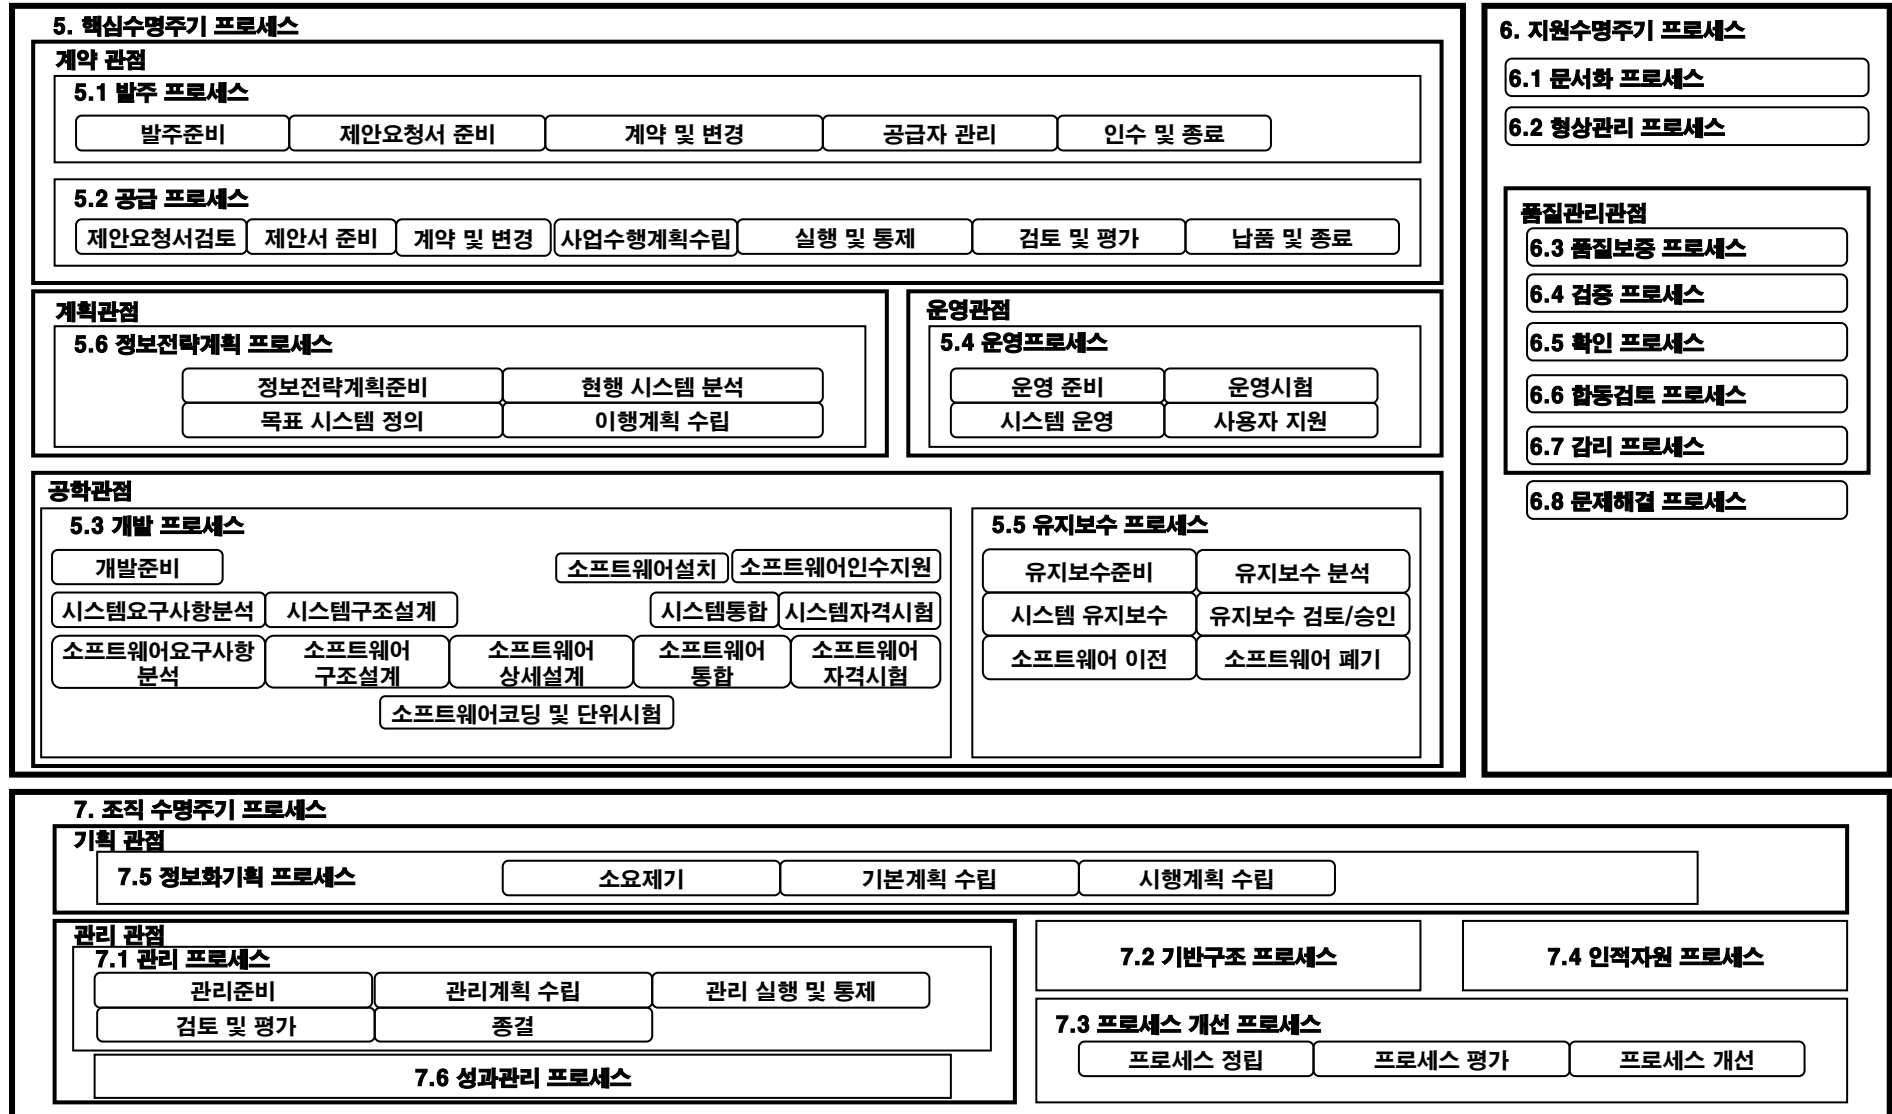 5. 핵심수명주기 프로세스
계약 관점
5.1 발주 프로세스
발주준비
제안요청서 준비
계약 및 변경
공급자 관리
인수 및 종료
5.2 공급 프로세스
제안요청서검토
제안서 준비
계약 및 변경
사업수행계획수립
실행 및 통제
검토 및 평가
납품 및 종료
계획관점
5.6 정보전략계획 프로세스
정보전략계획준비
현행 시스템 분석
목표 시스템 정의
이행계획 수립
운영관점
5.4 운영프로세스
운영 준비
운영시험
시스템 운영
사용자 지원
공학관점
5.3 개발 프로세스
개발준비
소프트웨어설치
소프트웨어인수지원
시스템요구사항분석
시스템구조설계
시스템통합
시스템자격시험
소프트웨어요구사항
분석
소프트웨어
구조설계
소프트웨어
상세설계
소프트웨어
통합
소프트웨어
자격시험
소프트웨어코딩 및 단위시험
5.5 유지보수 프로세스
유지보수준비
유지보수 분석
시스템 유지보수
유지보수 검토/승인
소프트웨어 이전
소프트웨어 폐기
6. 지원수명주기 프로세스
6.1 문서화 프로세스
6.2 형상관리 프로세스
품질관리관점
6.3 품질보증 프로세스
6.4 검증 프로세스
6.5 확인 프로세스
6.6 합동검토 프로세스
6.7 감리 프로세스
6.8 문제해결 프로세스
7. 조직 수명주기 프로세스
기획 관점
7.5 정보화기획 프로세스
소요제기
기본계획 수립
시행계획 수립
관리 관점
7.1 관리 프로세스
관리준비
관리계획 수립
관리 실행 및 통제
검토 및 평가
종결
7.6 성과관리 프로세스
7.2 기반구조 프로세스
7.4 인적자원 프로세스
7.3 프로세스 개선 프로세스
프로세스 정립
프로세스 평가
프로세스 개선